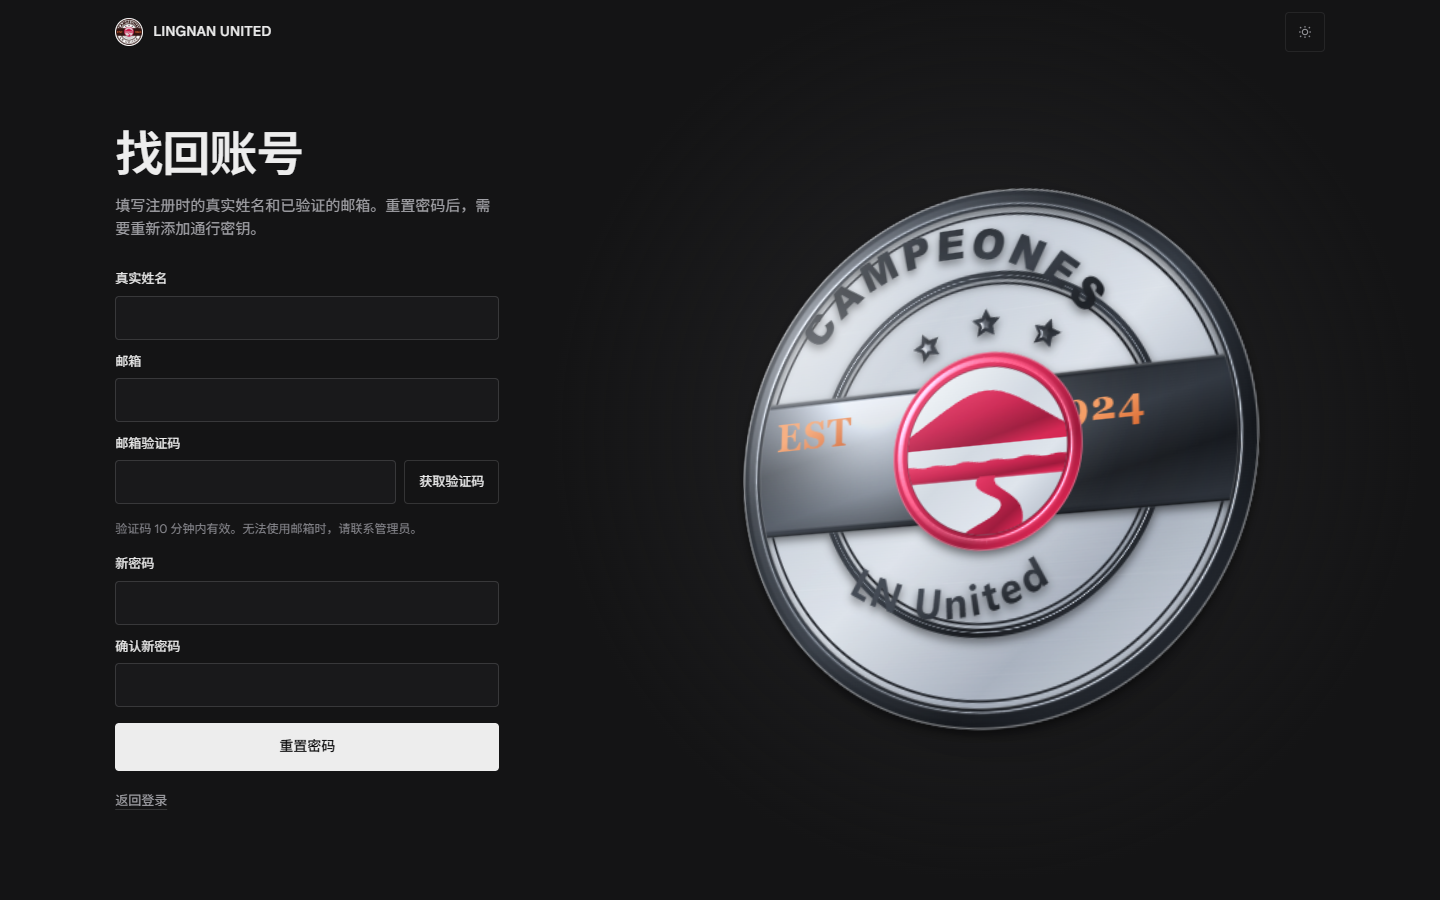 LINGNAN UNITED
找回账号
填写注册时的真实姓名和已验证的邮箱。重置密码后，需
要重新添加通行密钥。
真实姓名
邮箱
邮箱验证码
获取验证码
验证码 10 分钟内有效。无法使用邮箱时，请联系管理员。
新密码
确认新密码
重置密码
返回登录
CAMPEONES
EST
024
LN United